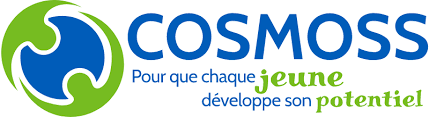 COSMOSS
Pour que chaque jeune
développe son potentiel